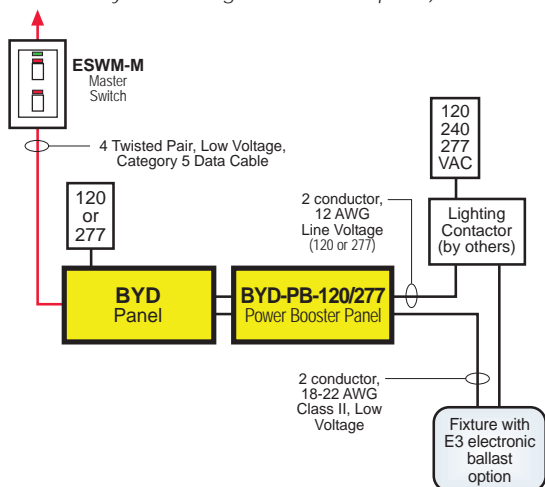 ESWM-M
Master
Switch
4 Twisted Pair, Low Voltage,
Category 5 Data Cable
120
or
277
BYD
Panel
BYD-PB-120/277
Power Booster Panel
2 conductor,
12 AWG
Line Voltage
(120 or 277)
120
240
277
VAC
Lighting
Contactor
(by others)
2 conductor,
18-22 AWG
Class II, Low
Voltage
Fixture with
E3 electronic
ballast
option